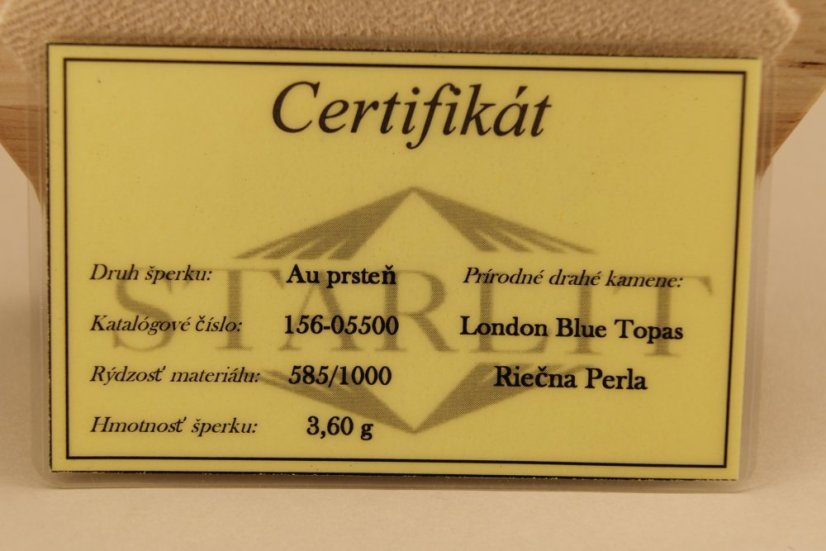 Certifikát
STARLIT
Druh šperku: Au prsteň
Katalógové číslo: 156-05500
Rýdzosť materiálu: 585/1000
Hmotnosť šperku: 3,60 g
Prírodné drahé kamene:
London Blue Topas
Riečna Perla